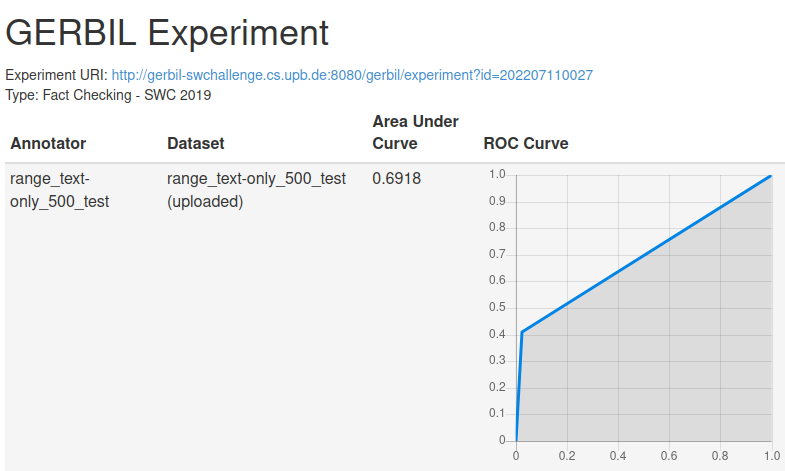 GERBIL Experiment
Experiment URI: http://gerbil-swchallenge.cs.upb.de:8080/gerbil/experiment?id=202207110027
Type: Fact Checking - SWC 2019
Annotator Dataset Area Under Curve ROC Curve
range_text-only_500_test range_text-only_500_test (uploaded) 0.6918
1.0
0.9
0.8
0.7
0.6
0.5
0.4
0.3
0.2
0.1
0
0 0.2 0.4 0.6 0.8 1.0